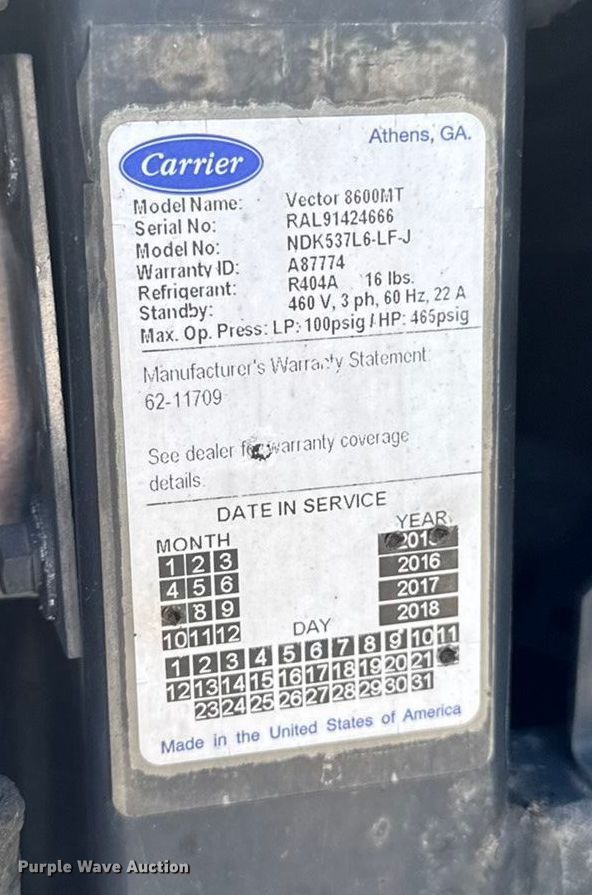 Carrier
Athens, GA.
Model Name: Vector 8600MT
Serial No: RAL91424666
Model No: NDK537L6-LF-J
Warranty ID: A87774
Refrigerant: R404A 16 lbs.
Standby: 460 V, 3 ph, 60 Hz, 22 A
Max. Op. Press: LP: 100psig / HP: 465psig
Manufacturer's Warranty Statement
62-11709
See dealer for warranty coverage
details.
DATE IN SERVICE
MONTH
YEAR
1 2 3
4 5 6
8 9
10 11 12
2016
2017
2018
DAY
1 2 3 4 5 6 7 8 9 10 11
12 13 14 15 16 17 18 19 20 21
23 24 25 26 27 28 29 30 31
Made in the United States of America
Purple Wave Auction